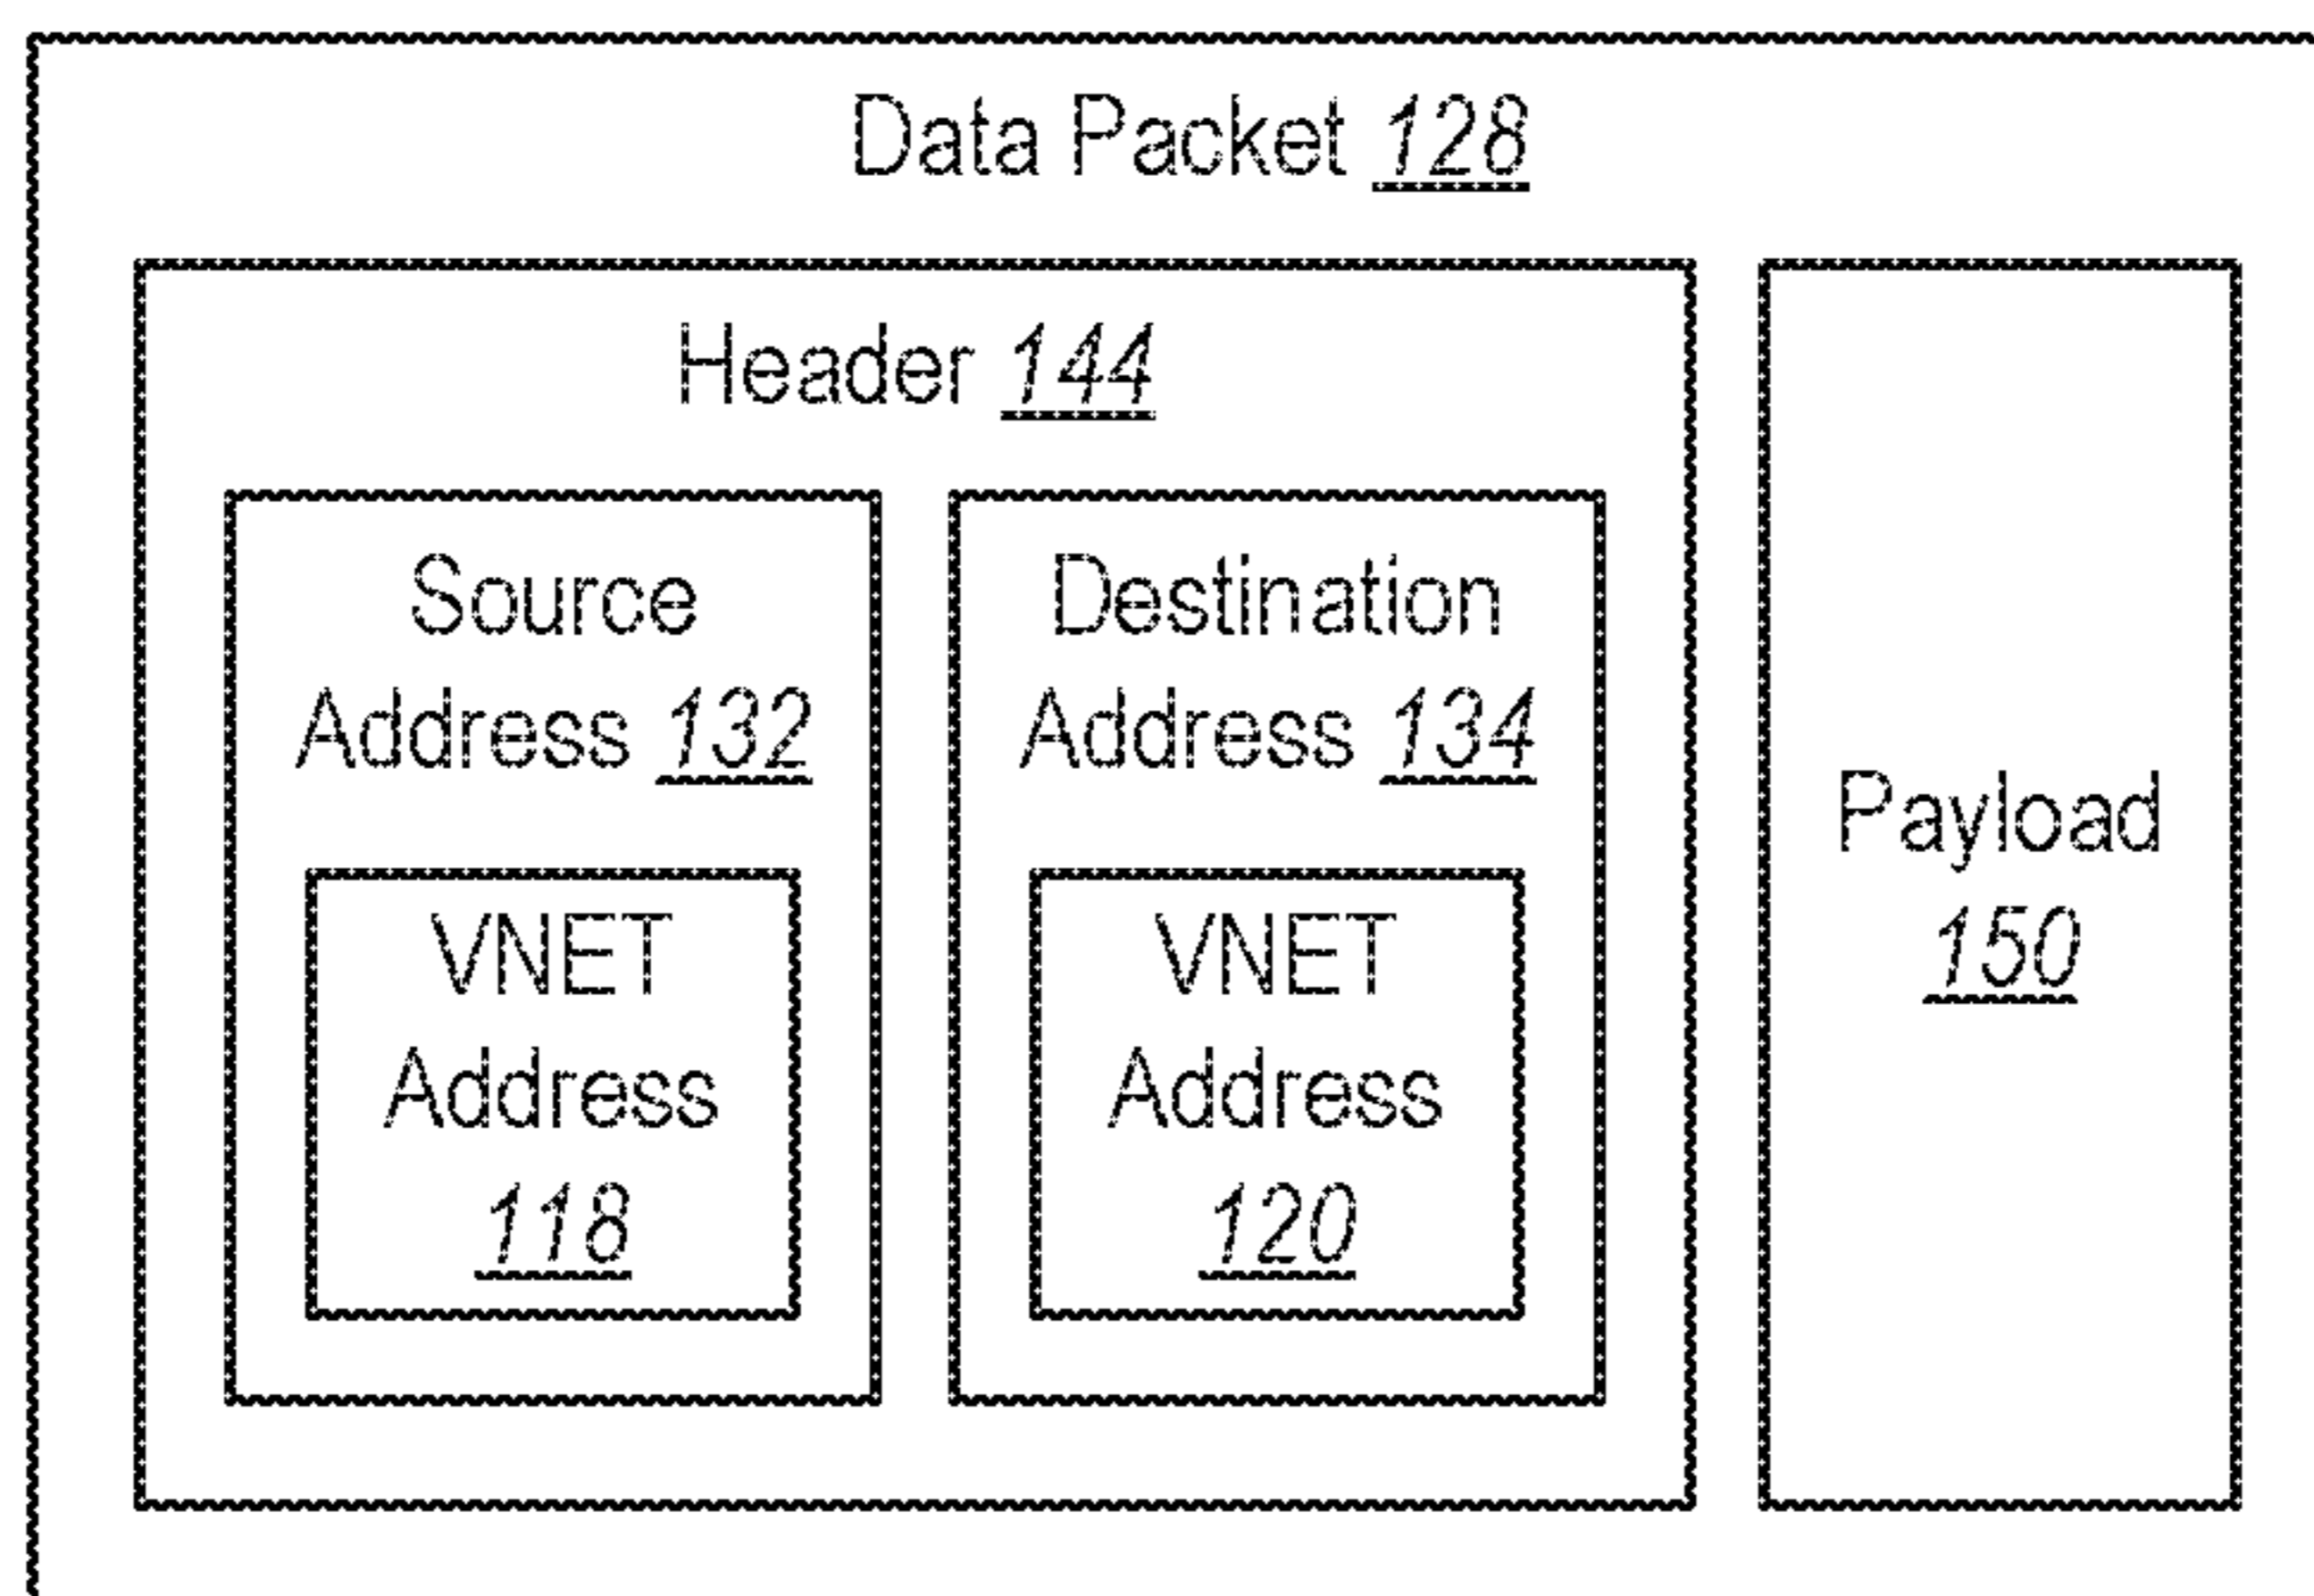 Data Packet 128
Header 144
Source
Address 132
VNET
Address
118
Destination
Address 134
VNET
Address
120
Payload
150